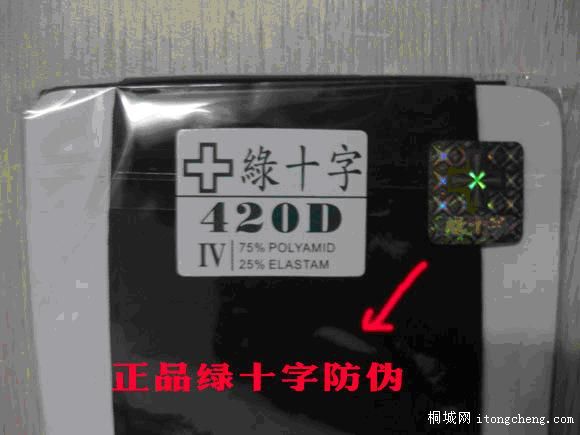 綠十字
420D
IV
75% POLYAMID
25% ELASTAM
正品绿十字防伪
桐城网 itongcheng.com